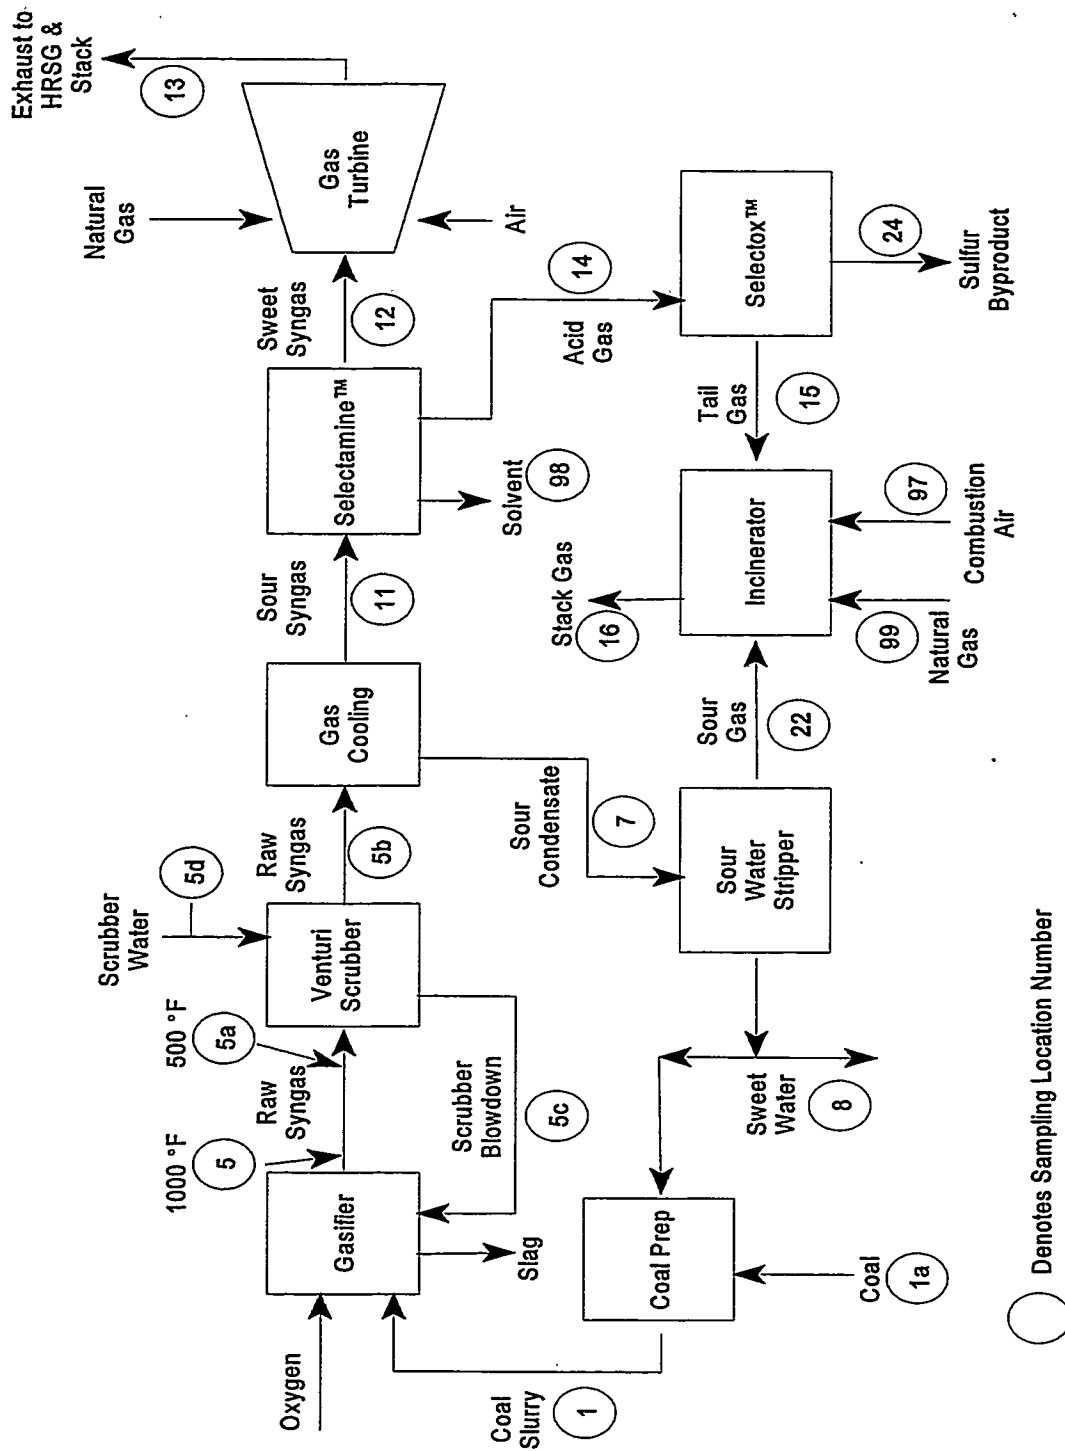 Exhaust to
HRSG &
Stack
13
Natural
Gas
Gas
Turbine
Air
Sweet
Syngas
12
Selectamine™
Solvent
98
14
Acid
Gas
Selectox™
24
Sulfur
Byproduct
Tail
Gas
15
Sour
Syngas
11
Gas
Cooling
Stack Gas
16
Incinerator
97
Combustion
Air
99
Natural
Gas
Sour
Gas
22
Scrubber
Water
5d
Raw
Syngas
5b
Venturi
Scrubber
Sour
Condensate
7
Sour
Water
Stripper
500 °F
5a
Raw
Syngas
1000 °F
5
Scrubber
Blowdown
5c
Sweet
Water
8
Gasifier
Slag
Oxygen
Coal Prep
Coal
1a
Coal
Slurry
1
Denotes Sampling Location Number